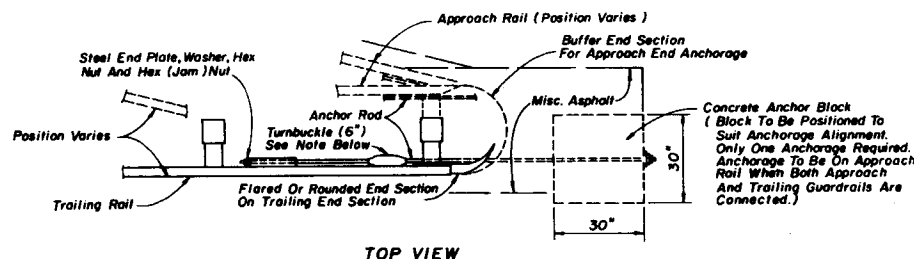 Approach Rail (Position Varies)
Steel End Plate, Washer, Hex
Nut And Hex (Jam) Nut
Buffer End Section
For Approach End Anchorage
Misc. Asphalt
Anchor Rod
Turnbuckle (6")
See Note Below
Position Varies
Concrete Anchor Block
( Block To Be Positioned To
Suit Anchorage Alignment.
Only One Anchorage Required.
Anchorage To Be On Approach
Rail When Both Approach
And Trailing Guardrails Are
Connected.)
30"
Trailing Rail
Flared Or Rounded End Section
On Trailing End Section
30"
TOP VIEW